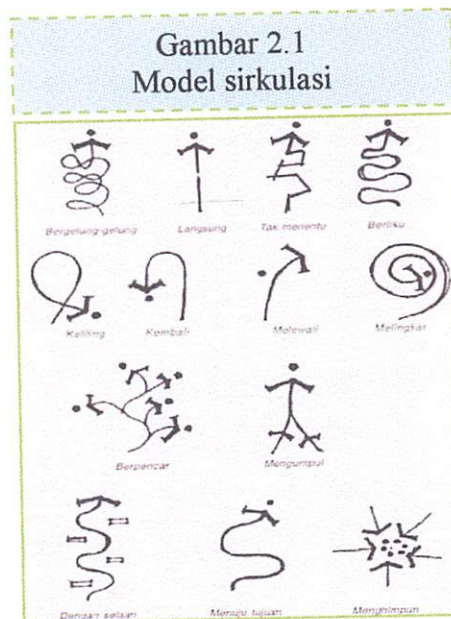 Gambar 2.1
Model sirkulasi
Bergelung-gelung
Langsung
Tak menentu
Berliku
Keliling
Kembali
Melewati
Melingkar
Berpencar
Mengumpul
Dengan selaan
Menuju tujuan
Menghimpun